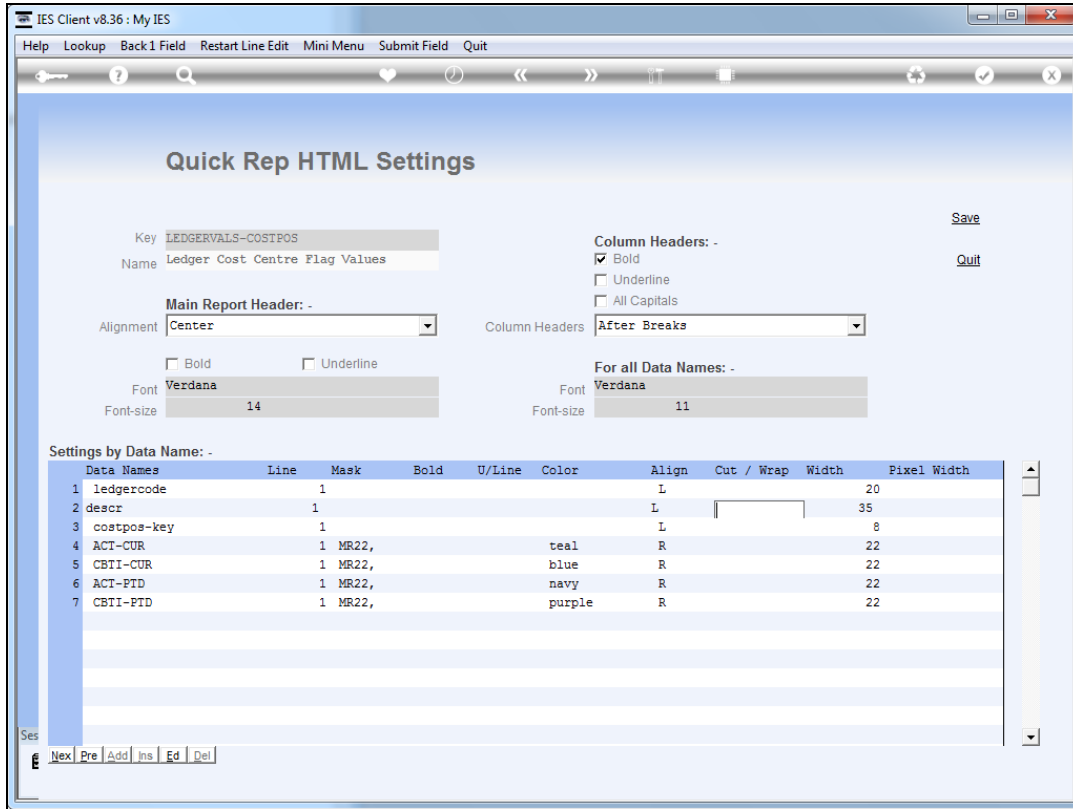 IES Client v8.36 : My IES
Help Lookup Back 1 Field Restart Line Edit Mini Menu Submit Field Quit
Quick Rep HTML Settings
Save
Key LEDGERVALS-COSTPOS
Column Headers: -
Name Ledger Cost Centre Flag Values
Bold
Quit
Underline
Main Report Header: -
All Capitals
Alignment Center
Column Headers After Breaks
Bold Underline
For all Data Names: -
Font Verdana
Font Verdana
Font-size 14
Font-size 11
Settings by Data Name: -
Data Names Line Mask Bold U/Line Color Align Cut / Wrap Width Pixel Width
1 ledgercode 1 L 20
2 descr 1 L 35
3 costpos-key 1 L 8
4 ACT-CUR 1 MR22, teal R 22
5 CBTI-CUR 1 MR22, blue R 22
6 ACT-PTD 1 MR22, navy R 22
7 CBTI-PTD 1 MR22, purple R 22
Ses
Nex Pre Add Ins Ed Del